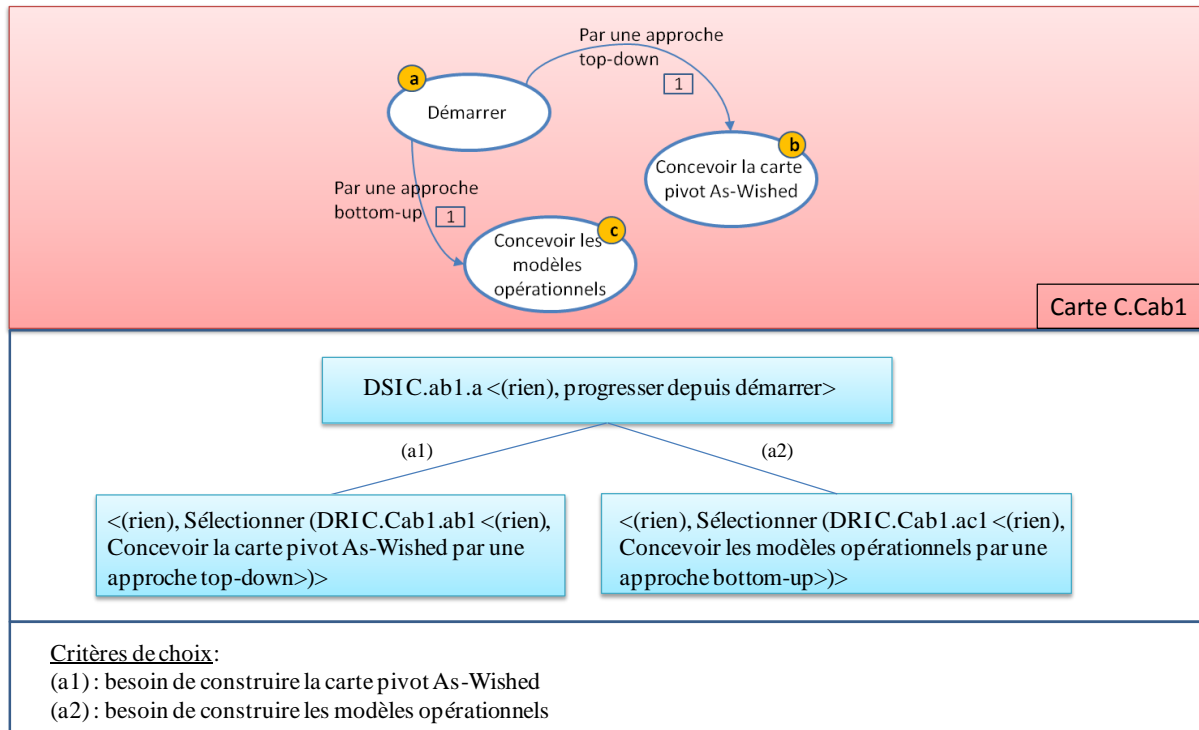 Par une approche
top-down
1
a
Démarrer
b
Concevoir la carte
pivot As-Wished
Par une approche
bottom-up
1
c
Concevoir les
modèles
opérationnels
Carte C.Cab1
DSIC.ab1.a <(rien), progresser depuis démarrer>
(a1)
(a2)
<(rien), Sélectionner (DRIC.Cab1.ab1 <(rien),
Concevoir la carte pivot As-Wished par une
approche top-down>)>
<(rien), Sélectionner (DRIC.Cab1.ac1 <(rien),
Concevoir les modèles opérationnels par une
approche bottom-up>)>
Critères de choix:
(a1) : besoin de construire la carte pivot As-Wished
(a2) : besoin de construire les modèles opérationnels